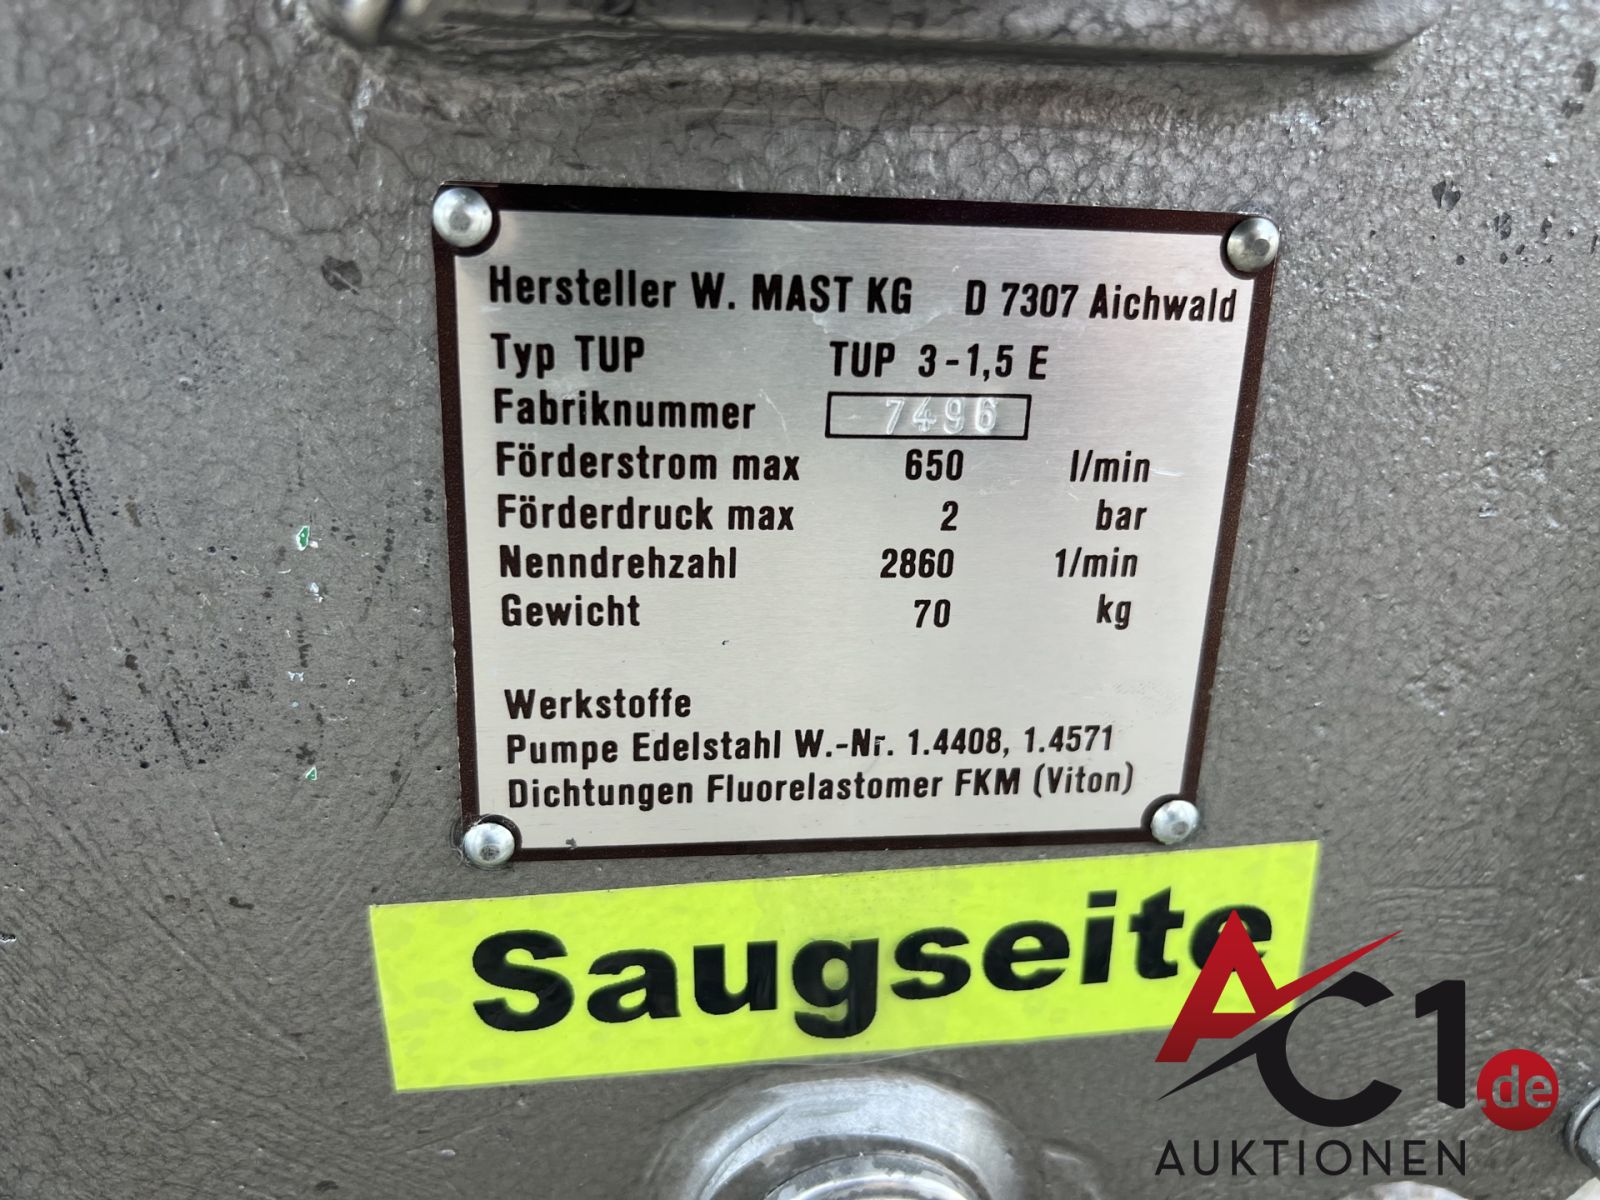 Hersteller W. MAST KG D 7307 Aichwald
Typ TUP TUP 3-1,5 E
Fabriknummer 7496
Förderstrom max 650 l/min
Förderdruck max 2 bar
Nenndrehzahl 2860 1/min
Gewicht 70 kg
Werkstoffe
Pumpe Edelstahl W.-Nr. 1.4408, 1.4571
Dichtungen Fluorelastomer FKM (Viton)
Saugseite
AC1.de
AUKTIONEN